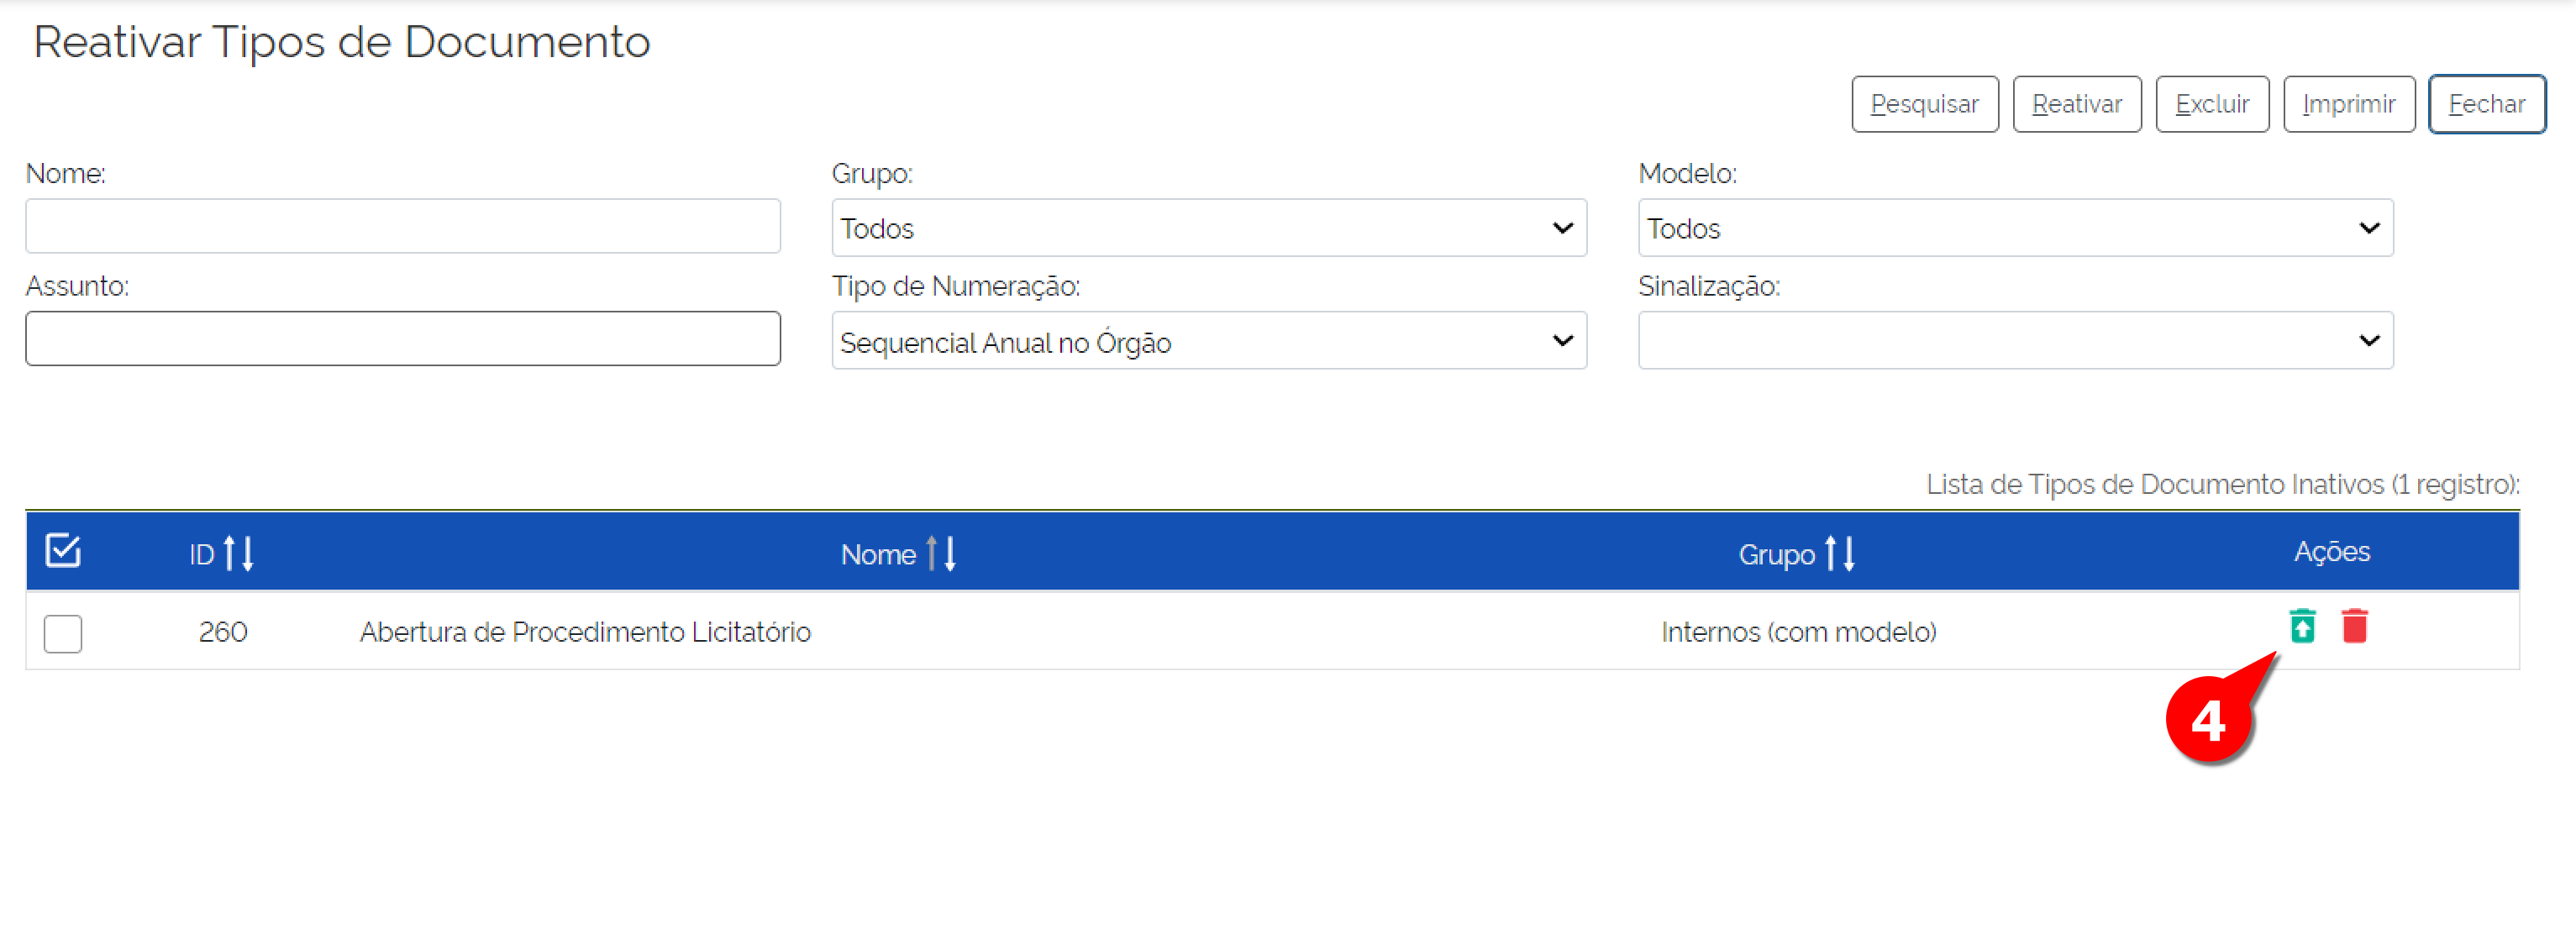 Reativar Tipos de Documento
Pesquisar Reativar Excluir Imprimir Fechar
Nome: Grupo: Modelo:
Todos Todos
Assunto: Tipo de Numeração: Sinalização:
Sequencial Anual no Órgão
Lista de Tipos de Documento Inativos (1 registro):
ID Nome Grupo Ações
260 Abertura de Procedimento Licitatório Internos (com modelo)
4